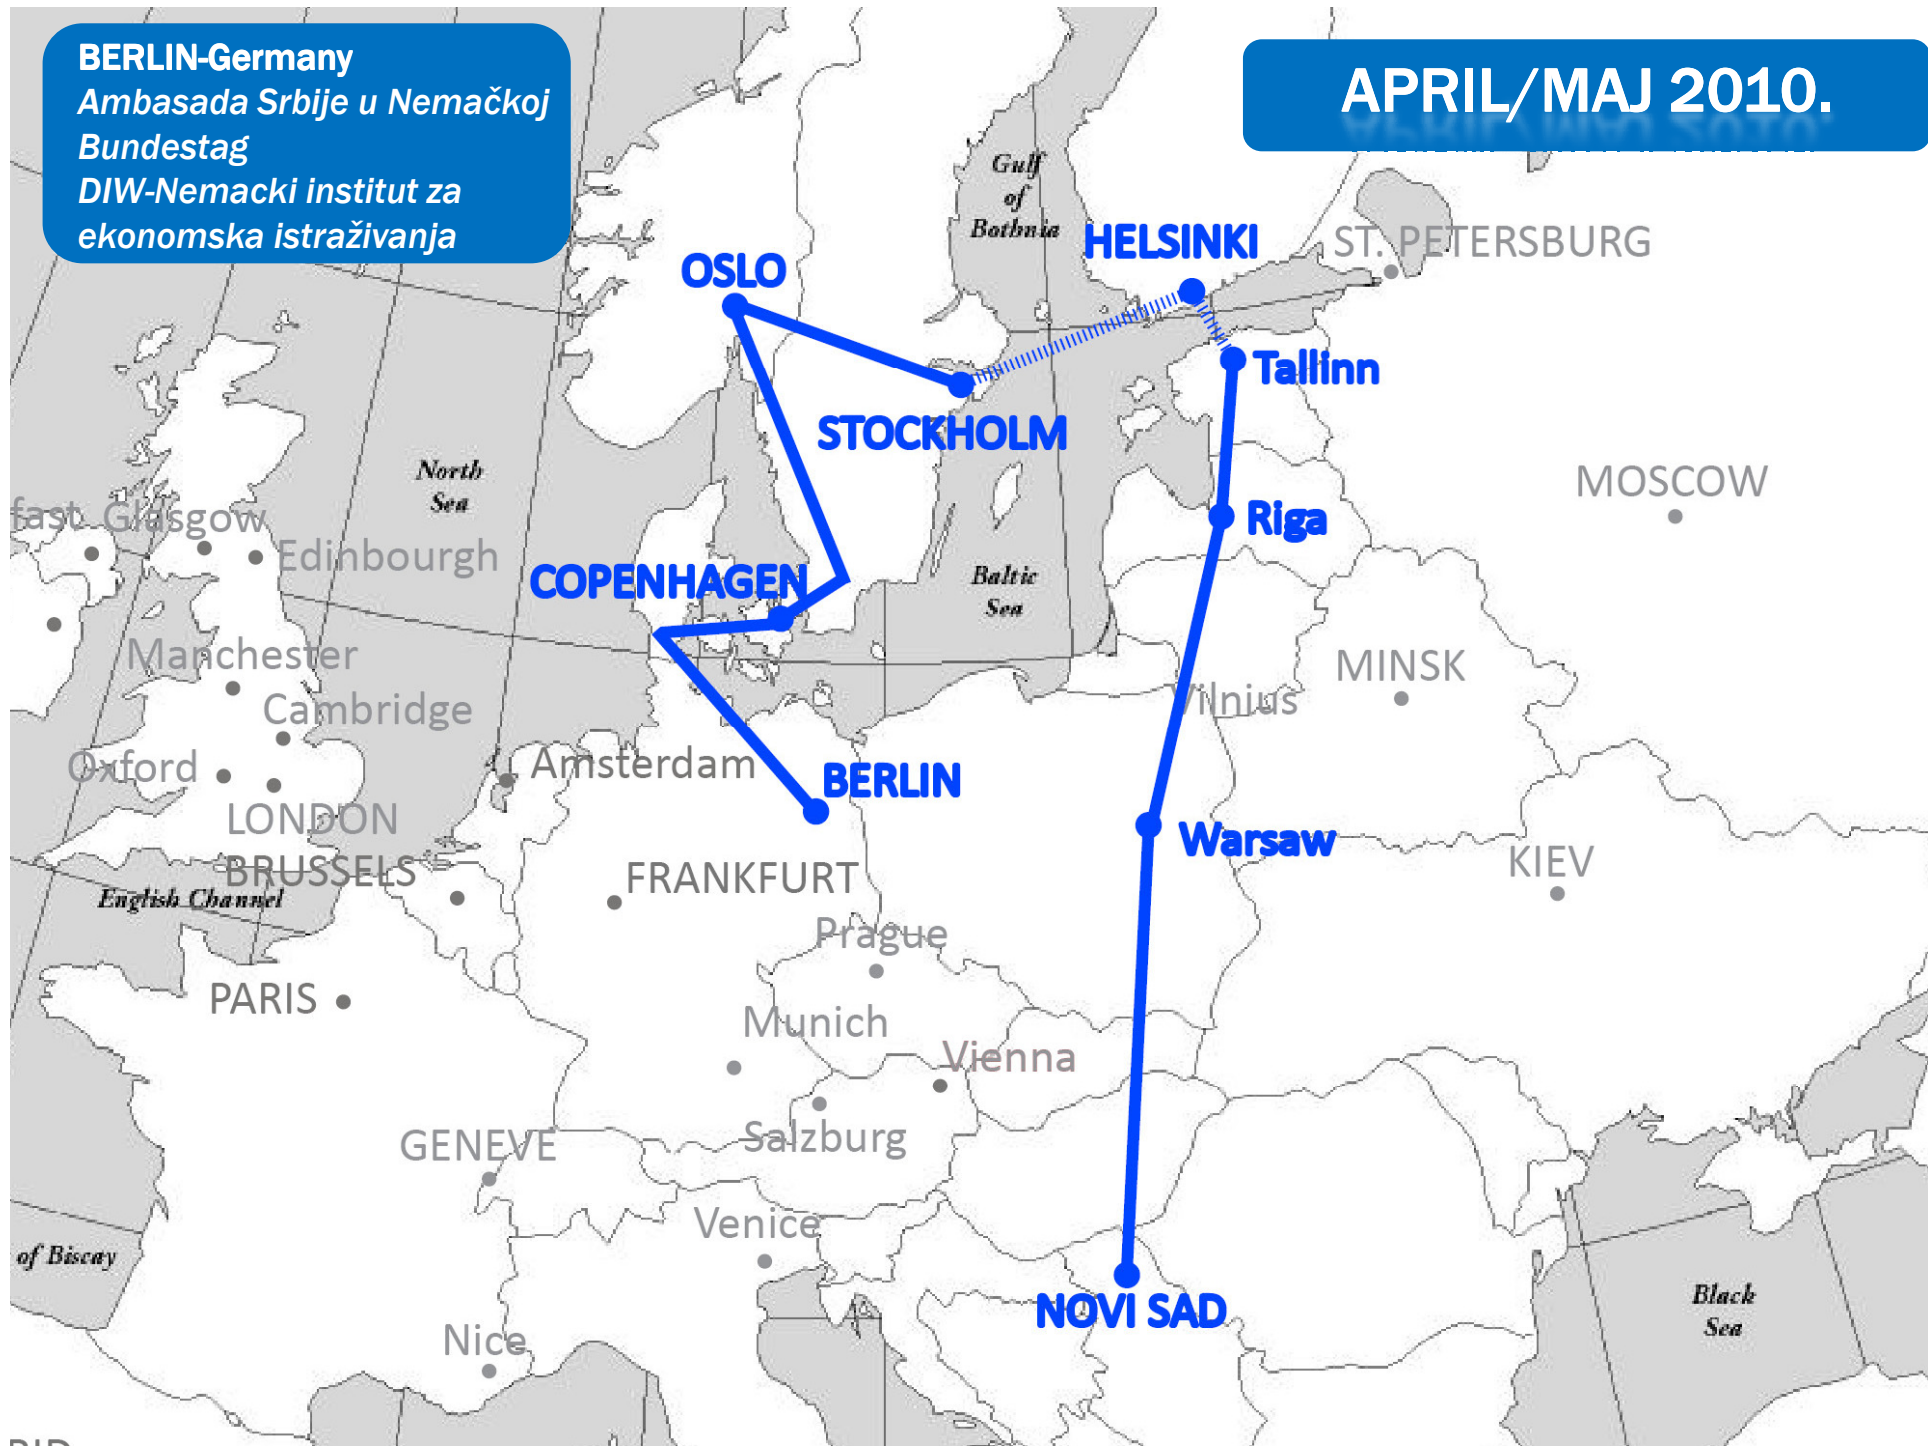 BERLIN-Germany
Ambasada Srbije u Nemačkoj
Bundestag
DIW-Nemacki institut za
ekonomska istraživanja
APRIL/MAJ 2010.
Gulf
of
Bothnia
HELSINKI
ST. PETERSBURG
OSLO
Tallinn
STOCKHOLM
North
Sea
MOSCOW
fast
Glasgow
Riga
Edinbourgh
COPENHAGEN
Baltic
Sea
Manchester
MINSK
Vilnius
Cambridge
Oxford
Amsterdam
BERLIN
LONDON
Warsaw
BRUSSELS
FRANKFURT
KIEV
English Channel
Prague
PARIS
Munich
Vienna
GENEVE
Salzburg
Venice
of Biscay
NOVI SAD
Black
Sea
Nice